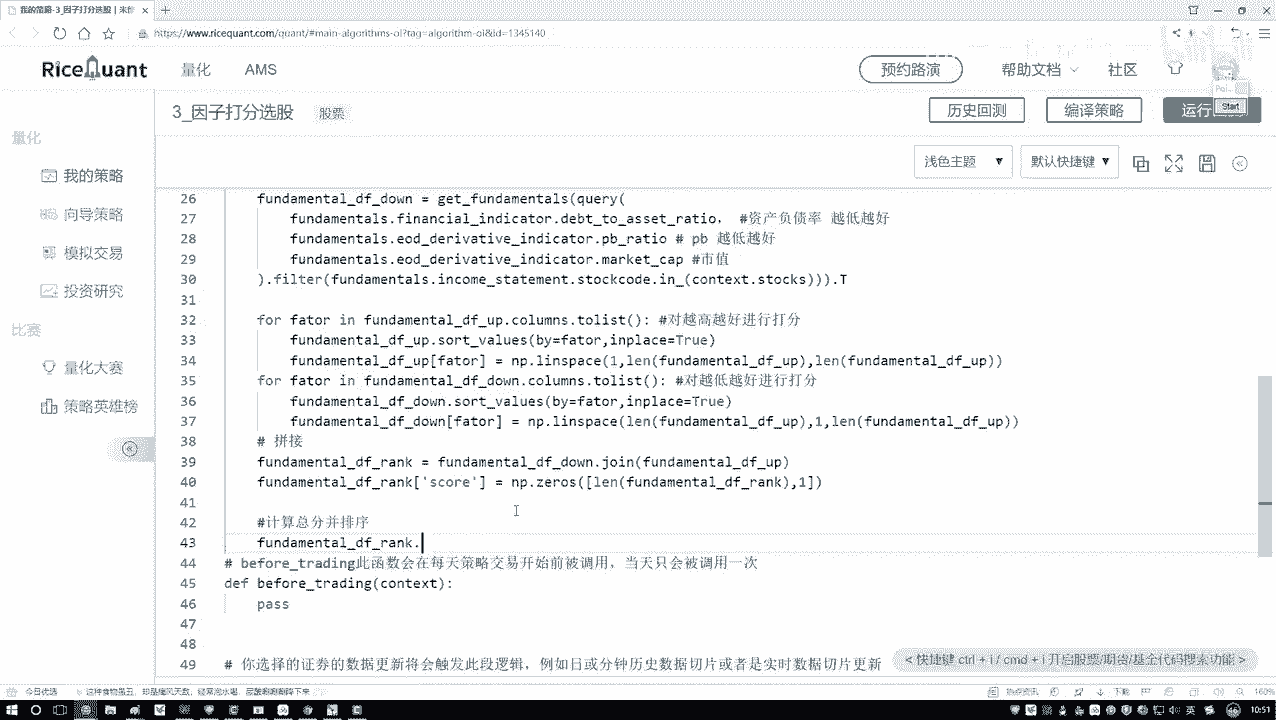 我的策略-3_因子打分选股
https://www.ricequant.com/quant/#main-algorithms-ol?tag=algorithm-ol&id=1345140
RiceQuant 量化 AMS 预约路演 帮助文档 社区
3_因子打分选股 股票 历史回测 编译策略 运行
Start
浅色主题 ▼ 默认快捷键 ▼
量化
我的策略
向导策略
模拟交易
投资研究
比赛
量化大赛
策略英雄榜
26 fundamental_df_down = get_fundamentals(query(
27 fundamentals.financial_indicator.debt_to_asset_ratio, #资产负债率 越低越好
28 fundamentals.eod_derivative_indicator.pb_ratio # pb 越低越好
29 fundamentals.eod_derivative_indicator.market_cap #市值
30 ).filter(fundamentals.income_statement.stockcode.in_(context.stocks))).T
31
32 for fator in fundamental_df_up.columns.tolist(): #对越高越好进行打分
33 fundamental_df_up.sort_values(by=fator,inplace=True)
34 fundamental_df_up[fator] = np.linspace(1,len(fundamental_df_up),len(fundamental_df_up))
35 for fator in fundamental_df_down.columns.tolist(): #对越低越好进行打分
36 fundamental_df_down.sort_values(by=fator,inplace=True)
37 fundamental_df_down[fator] = np.linspace(len(fundamental_df_up),1,len(fundamental_df_up))
38 # 拼接
39 fundamental_df_rank = fundamental_df_down.join(fundamental_df_up)
40 fundamental_df_rank['score'] = np.zeros([len(fundamental_df_rank),1])
41
42 #计算总分并排序
43 fundamental_df_rank.
44 # before_trading此函数会在每天策略交易开始前被调用，当天只会被调用一次
45 def before_trading(context):
46 pass
47
48
49 # 你选择的证券的数据更新将会触发此段逻辑，例如日或分钟历史数据切片或者是实时数据切片更新
< 快捷键 ctrl + i / cmd + i 开启股票/期货/基金代码搜索功能 >
今日优选
160%
英 10:51